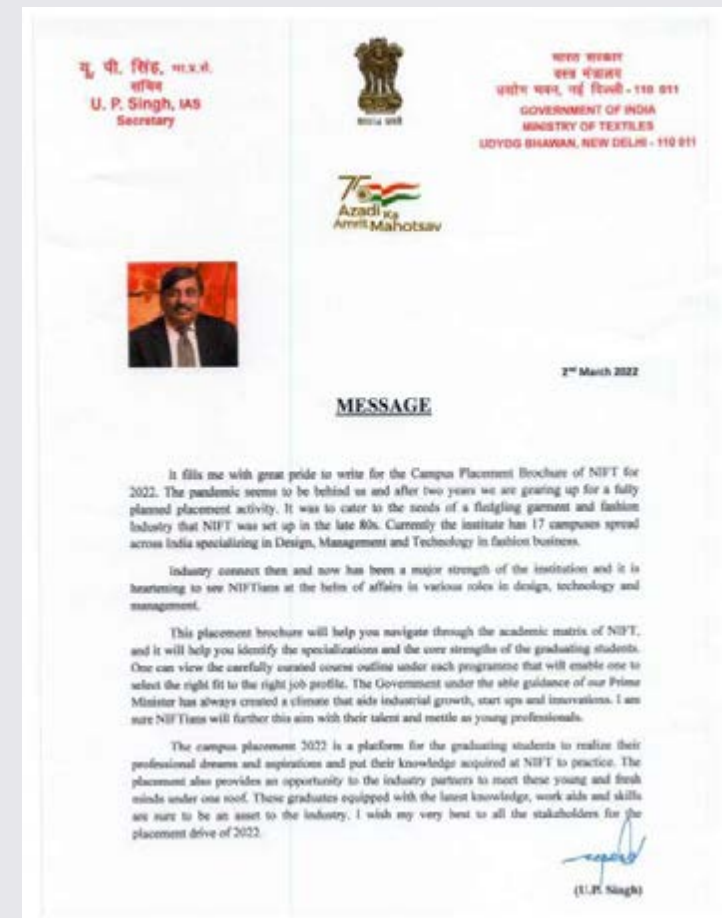 यू. पी. सिंह, भा.प्र.से.
सचिव
U. P. Singh, IAS
Secretary
भारत सरकार
वस्त्र मंत्रालय
उद्योग भवन, नई दिल्ली - 110 011
GOVERNMENT OF INDIA
MINISTRY OF TEXTILES
UDYOG BHAWAN, NEW DELHI - 110 011
75
Azadi Ka
Amrit Mahotsav
2nd March 2022
MESSAGE
It fills me with great pride to write for the Campus Placement Brochure of NIFT for
2022. The pandemic seems to be behind us and after two years we are gearing up for a fully
planned placement activity. It was to cater to the needs of a fledgling garment and fashion
Industry that NIFT was set up in the late 80s. Currently the institute has 17 campuses spread
across India specializing in Design, Management and Technology in fashion business.
Industry connect then and now has been a major strength of the institution and it is
heartening to see NIFTians at the helm of affairs in various roles in design, technology and
management.
This placement brochure will help you navigate through the academic matrix of NIFT,
and it will help you identify the specializations and the core strengths of the graduating students.
One can view the carefully curated course outline under each programme that will enable one to
select the right fit to the right job profile. The Government under the able guidance of our Prime
Minister has always created a climate that aids industrial growth, start ups and innovations. I am
sure NIFTians will further this aim with their talent and mettle as young professionals.
The campus placement 2022 is a platform for the graduating students to realize their
professional dreams and aspirations and put their knowledge acquired at NIFT to practice. The
placement also provides an opportunity to the industry partners to meet these young and fresh
minds under one roof. These graduates equipped with the latest knowledge, work aids and skills
are sure to be an asset to the industry. I wish my very best to all the stakeholders for the
placement drive of 2022.
(U.P. Singh)